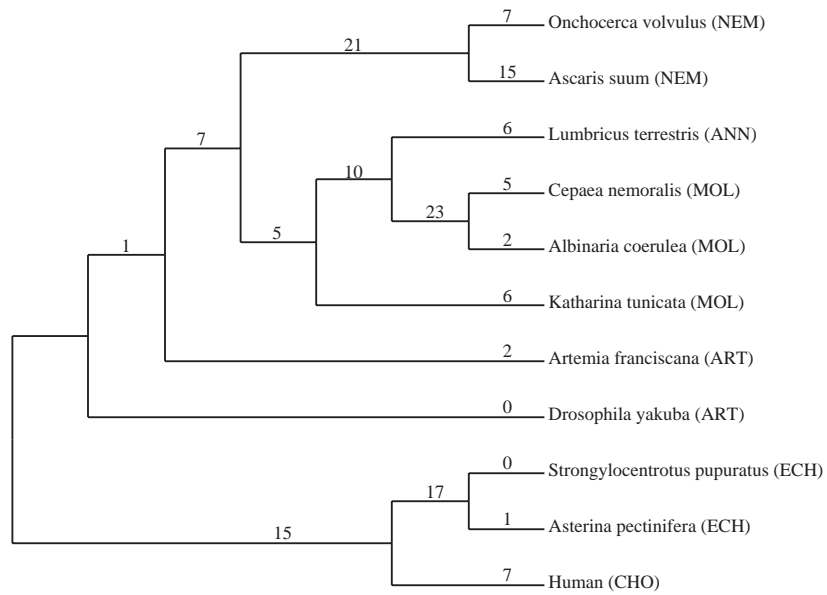 7 Onchocerca volvulus (NEM)
21
15 Ascaris suum (NEM)
6 Lumbricus terrestris (ANN)
7
10
5 Cepaea nemoralis (MOL)
23
5
2 Albinaria coerulea (MOL)
1
6 Katharina tunicata (MOL)
2 Artemia franciscana (ART)
0 Drosophila yakuba (ART)
0 Strongylocentrotus pupuratus (ECH)
17
1 Asterina pectinifera (ECH)
15
7 Human (CHO)